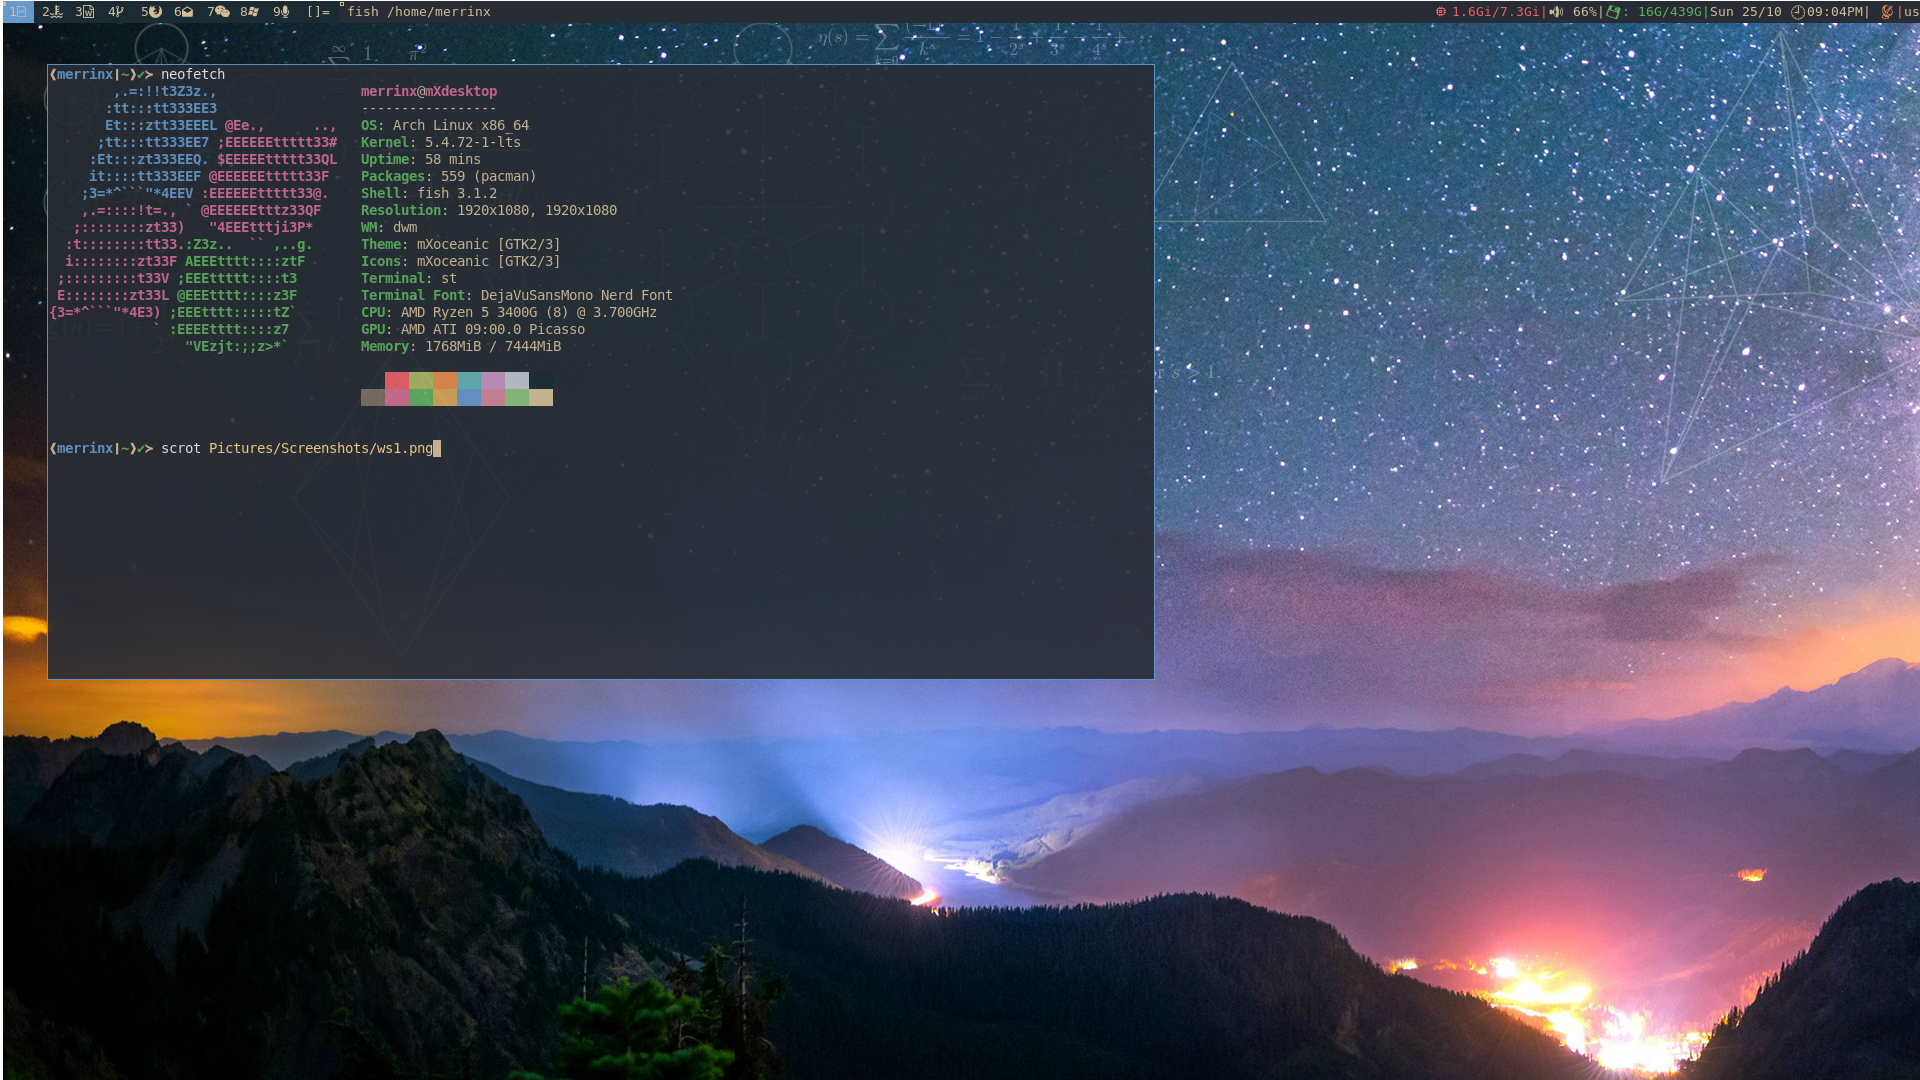 1 2 3 4 5 6 7 8 9 []= fish /home/merrinx 1.6Gi/7.3Gi| 66%| : 16G/439G|Sun 25/10 09:04PM| |us
❰merrinx|~❱✔➤ neofetch
,.=:!!t3Z3z., merrinx@mXdesktop
:tt:::tt333EE3 -----------------
Et:::ztt33EEEL @Ee., .., OS: Arch Linux x86_64
;tt:::tt333EE7 ;EEEEEEttttt33# Kernel: 5.4.72-1-lts
:Et:::zt333EEQ. $EEEEEttttt33QL Uptime: 58 mins
it::::tt333EEF @EEEEEEttttt33F Packages: 559 (pacman)
;3=*^```"*4EEV :EEEEEEttttt33@. Shell: fish 3.1.2
,.=::::!t=., ` @EEEEEEtttz33QF Resolution: 1920x1080, 1920x1080
;::::::::zt33) "4EEEtttji3P* WM: dwm
:t::::::::tt33.:Z3z.. `` ,..g. Theme: mXoceanic [GTK2/3]
i::::::::zt33F AEEEtttt::::ztF Icons: mXoceanic [GTK2/3]
;:::::::::t33V ;EEEttttt::::t3 Terminal: st
E::::::::zt33L @EEEtttt::::z3F Terminal Font: DejaVuSansMono Nerd Font
{3=*^```"*4E3) ;EEEtttt:::::tZ` CPU: AMD Ryzen 5 3400G (8) @ 3.700GHz
` :EEEEtttt::::z7 GPU: AMD ATI 09:00.0 Picasso
"VEzjt:;;z>*` Memory: 1768MiB / 7444MiB
❰merrinx|~❱✔➤ scrot Pictures/Screenshots/ws1.png